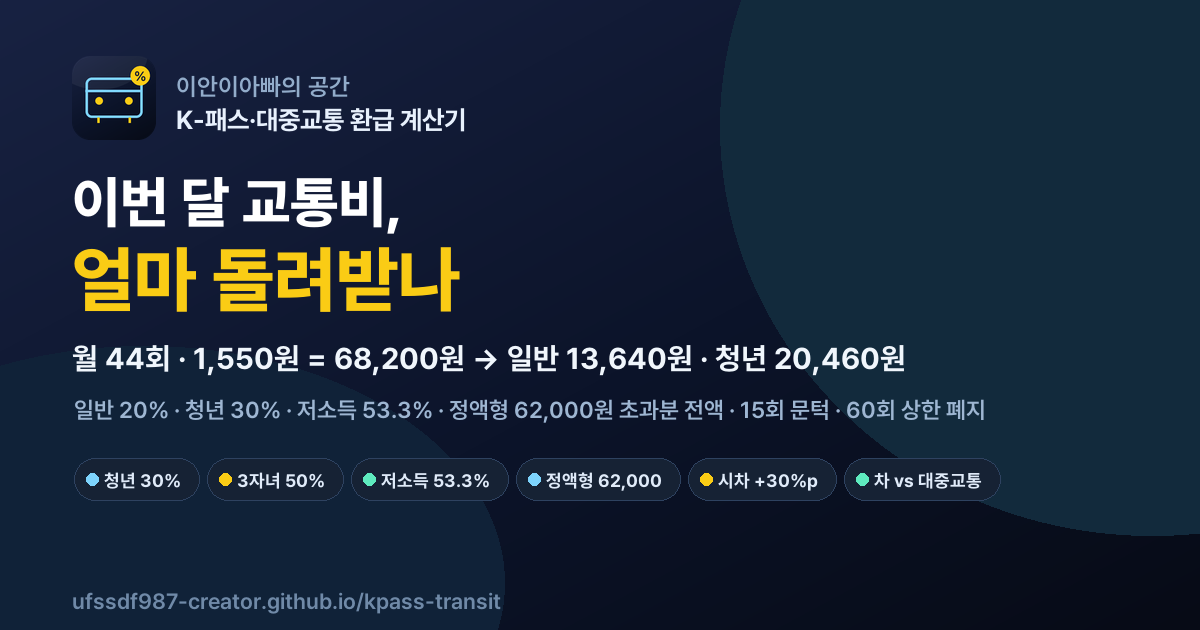 %
이안이아빠의 공간
K-패스·대중교통 환급 계산기
이번 달 교통비,
얼마 돌려받나
월 44회 · 1,550원 = 68,200원 → 일반 13,640원 · 청년 20,460원
일반 20% · 청년 30% · 저소득 53.3% · 정액형 62,000원 초과분 전액 · 15회 문턱 · 60회 상한 폐지
청년 30% 3자녀 50% 저소득 53.3% 정액형 62,000 시차 +30%p 차 vs 대중교통
ufssdf987-creator.github.io/kpass-transit